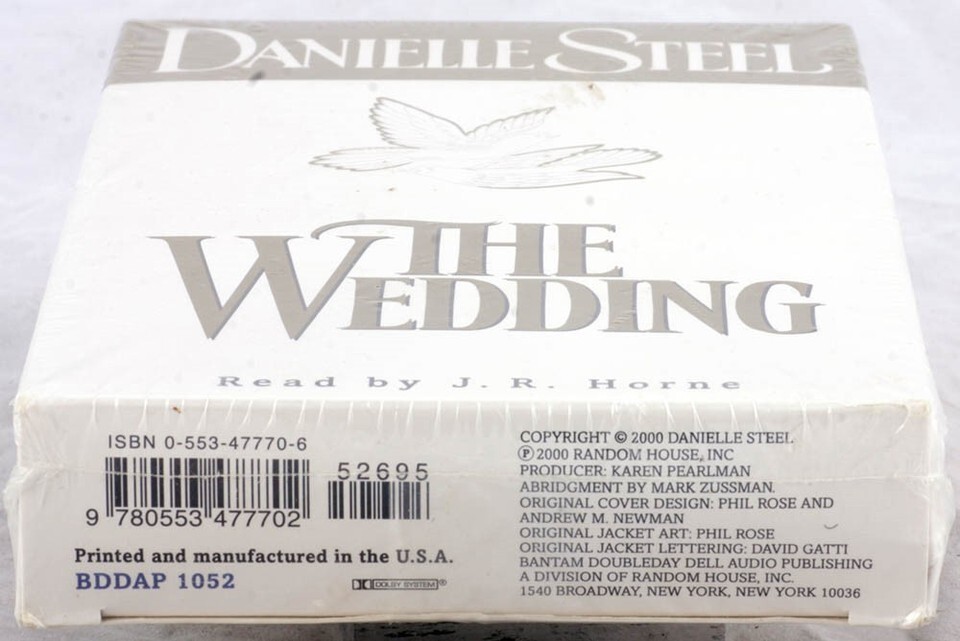 DANIELLE STEEL
THE
WEDDING
Read by J. R. Horne
ISBN 0-553-47770-6
52695
9 780553 477702
Printed and manufactured in the U.S.A.
BDDAP 1052
DOLBY SYSTEM®
COPYRIGHT © 2000 DANIELLE STEEL
℗ 2000 RANDOM HOUSE, INC
PRODUCER: KAREN PEARLMAN
ABRIDGMENT BY MARK ZUSSMAN.
ORIGINAL COVER DESIGN: PHIL ROSE AND
ANDREW M. NEWMAN
ORIGINAL JACKET ART: PHIL ROSE
ORIGINAL JACKET LETTERING: DAVID GATTI
BANTAM DOUBLEDAY DELL AUDIO PUBLISHING
A DIVISION OF RANDOM HOUSE, INC.
1540 BROADWAY, NEW YORK, NEW YORK 10036